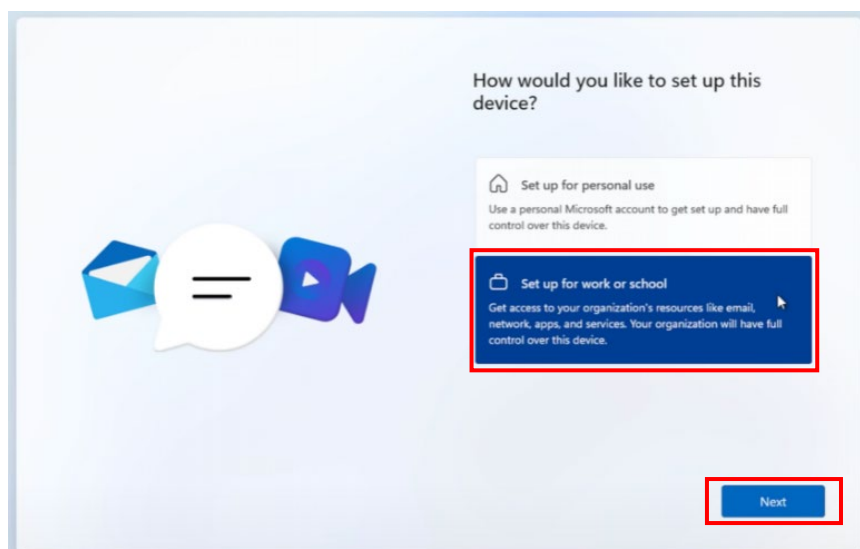 How would you like to set up this
device?
Set up for personal use
Use a personal Microsoft account to get set up and have full
control over this device.
Set up for work or school
Get access to your organization's resources like email,
network, apps, and services. Your organization will have full
control over this device.
Next